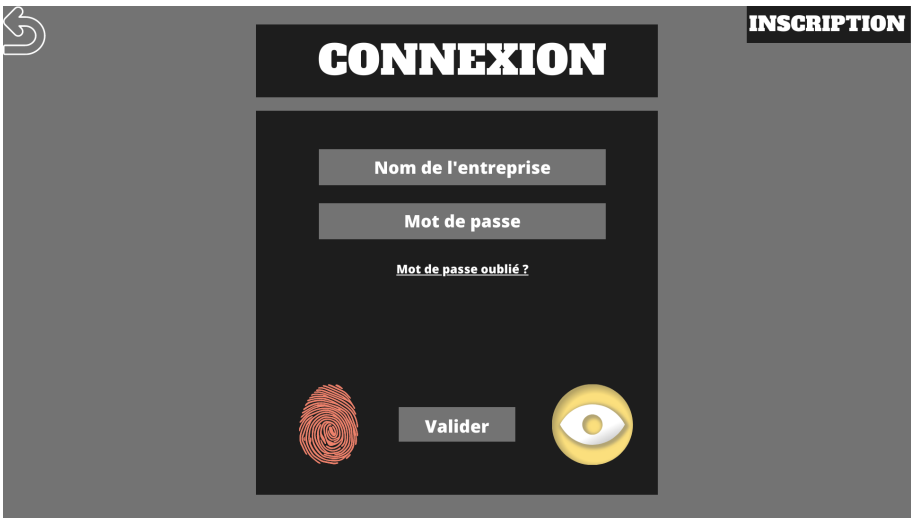 INSCRIPTION
CONNEXION
Nom de l'entreprise
Mot de passe
Mot de passe oublié ?
Valider